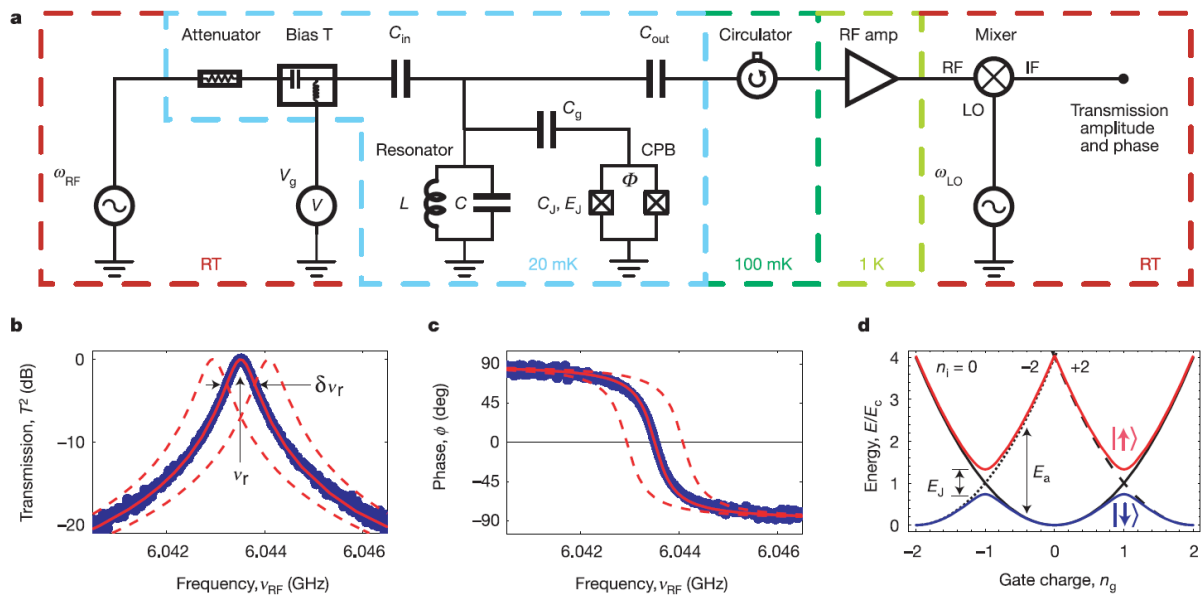 a
Attenuator Bias T C_in C_out Circulator RF amp Mixer
RF IF
LO
C_g
Transmission
amplitude
and phase
Resonator CPB
ω_RF V_g Φ ω_LO
V L C C_J, E_J
RT 20 mK 100 mK 1 K RT
b
Transmission, T² (dB)
0
−10
−20
δν_r
ν_r
6.042 6.044 6.046
Frequency, ν_RF (GHz)
c
Phase, ϕ (deg)
90
45
0
−45
−90
6.042 6.044 6.046
Frequency, ν_RF (GHz)
d
Energy, E/E_c
4
3
2
1
0
n_i = 0 −2 +2
|↑⟩
E_J E_a
|↓⟩
−2 −1 0 1 2
Gate charge, n_g